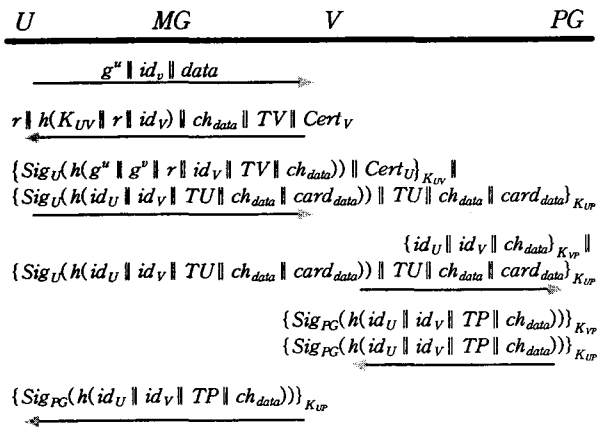 U MG V PG
g^u ‖ id_v ‖ data
r ‖ h(K_UV ‖ r ‖ id_V) ‖ ch_data ‖ TV ‖ Cert_V
{Sig_U(h(g^u ‖ g^v ‖ r ‖ id_V ‖ TV ‖ ch_data)) ‖ Cert_U}_K_UV ‖
{Sig_U(h(id_U ‖ id_V ‖ TU ‖ ch_data ‖ card_data)) ‖ TU ‖ ch_data ‖ card_data}_K_UP
{id_U ‖ id_V ‖ ch_data}_K_VP ‖
{Sig_U(h(id_U ‖ id_V ‖ TU ‖ ch_data ‖ card_data)) ‖ TU ‖ ch_data ‖ card_data}_K_UP
{Sig_PG(h(id_U ‖ id_V ‖ TP ‖ ch_data))}_K_VP
{Sig_PG(h(id_U ‖ id_V ‖ TP ‖ ch_data))}_K_UP
{Sig_PG(h(id_U ‖ id_V ‖ TP ‖ ch_data))}_K_UP